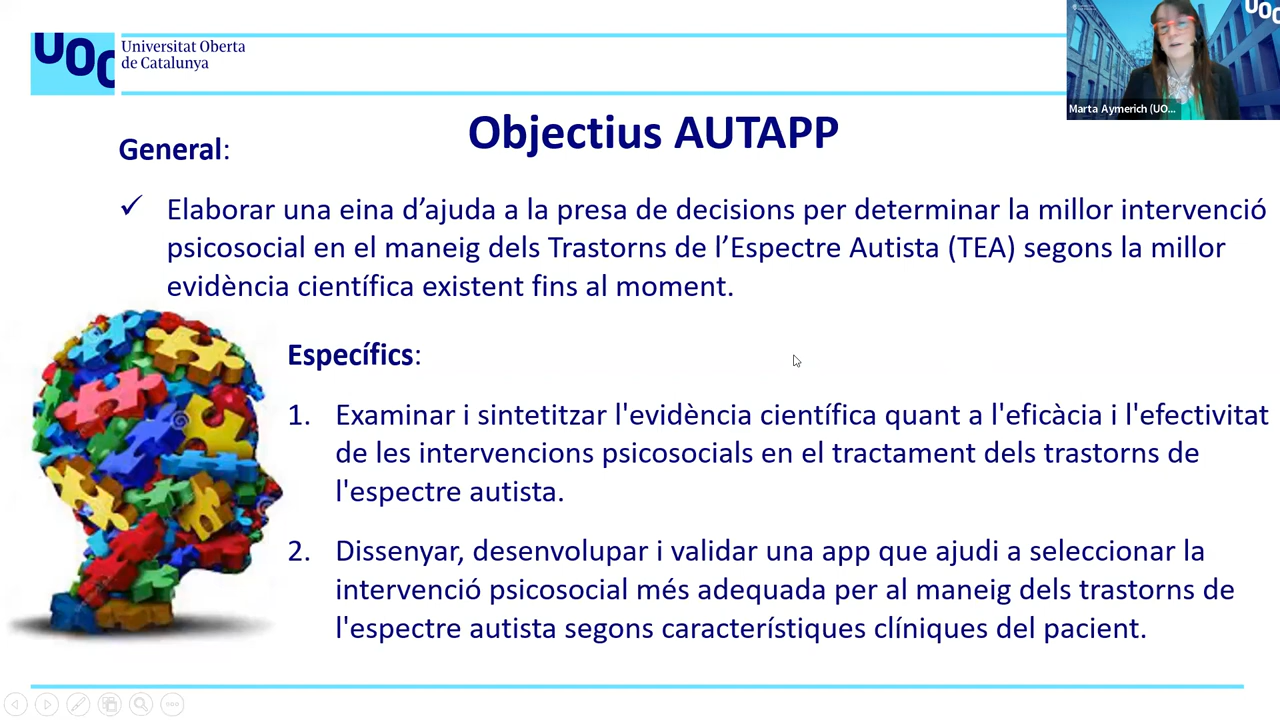 UOC
Universitat Oberta
de Catalunya
UOC
Marta Aymerich (UO...
Objectius AUTAPP
General:
✓ Elaborar una eina d’ajuda a la presa de decisions per determinar la millor intervenció
psicosocial en el maneig dels Trastorns de l’Espectre Autista (TEA) segons la millor
evidència científica existent fins al moment.
Específics:
1. Examinar i sintetitzar l'evidència científica quant a l'eficàcia i l'efectivitat
de les intervencions psicosocials en el tractament dels trastorns de
l'espectre autista.
2. Dissenyar, desenvolupar i validar una app que ajudi a seleccionar la
intervenció psicosocial més adequada per al maneig dels trastorns de
l'espectre autista segons característiques clíniques del pacient.